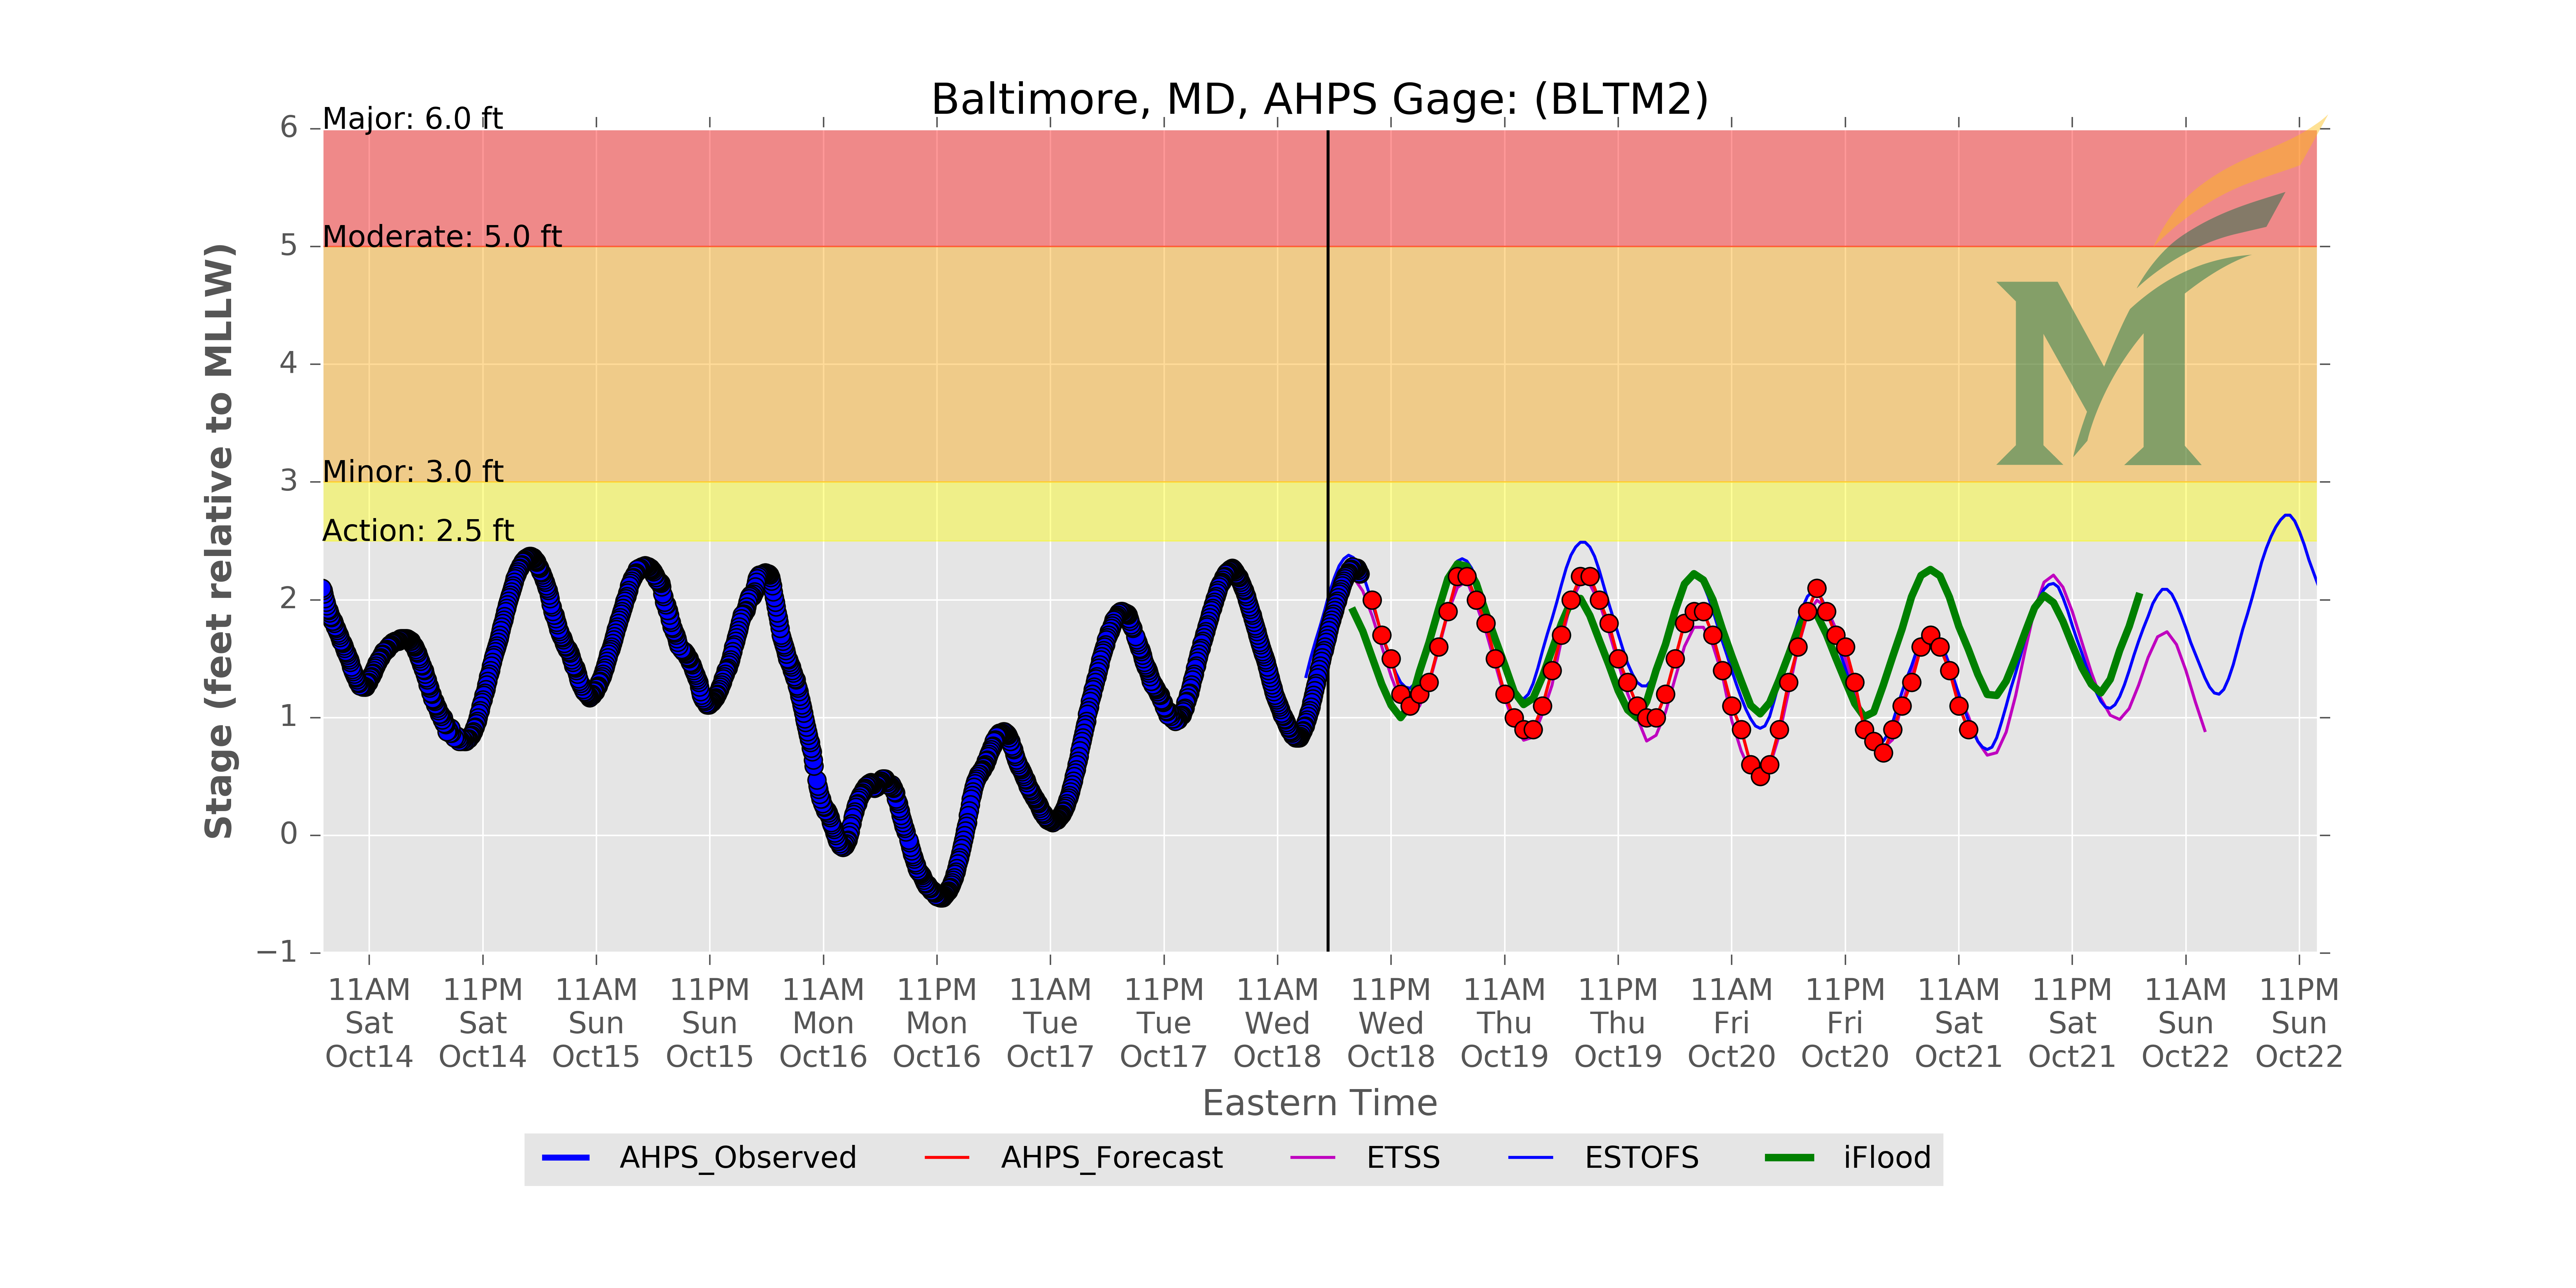 Baltimore, MD, AHPS Gage: (BLTM2)
Major: 6.0 ft
Moderate: 5.0 ft
Minor: 3.0 ft
Action: 2.5 ft
Stage (feet relative to MLLW)
6
5
4
3
2
1
0
−1
11AM 11PM 11AM 11PM 11AM 11PM 11AM 11PM 11AM 11PM 11AM 11PM 11AM 11PM 11AM 11PM 11AM 11PM
Sat Sat Sun Sun Mon Mon Tue Tue Wed Wed Thu Thu Fri Fri Sat Sat Sun Sun
Oct14 Oct14 Oct15 Oct15 Oct16 Oct16 Oct17 Oct17 Oct18 Oct18 Oct19 Oct19 Oct20 Oct20 Oct21 Oct21 Oct22 Oct22
Eastern Time
AHPS_Observed AHPS_Forecast ETSS ESTOFS iFlood
M